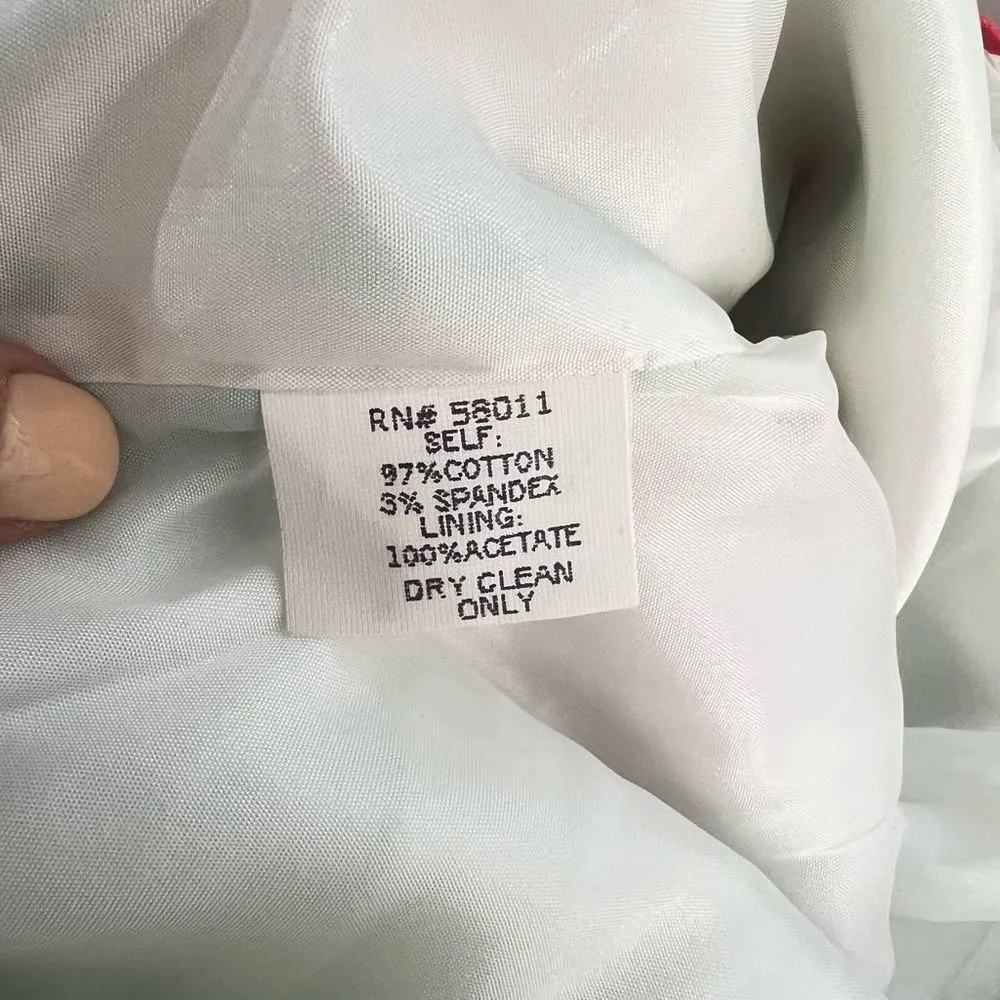 RN# 58011
SELF:
97%COTTON
3% SPANDEX
LINING:
100%ACETATE
DRY CLEAN
ONLY